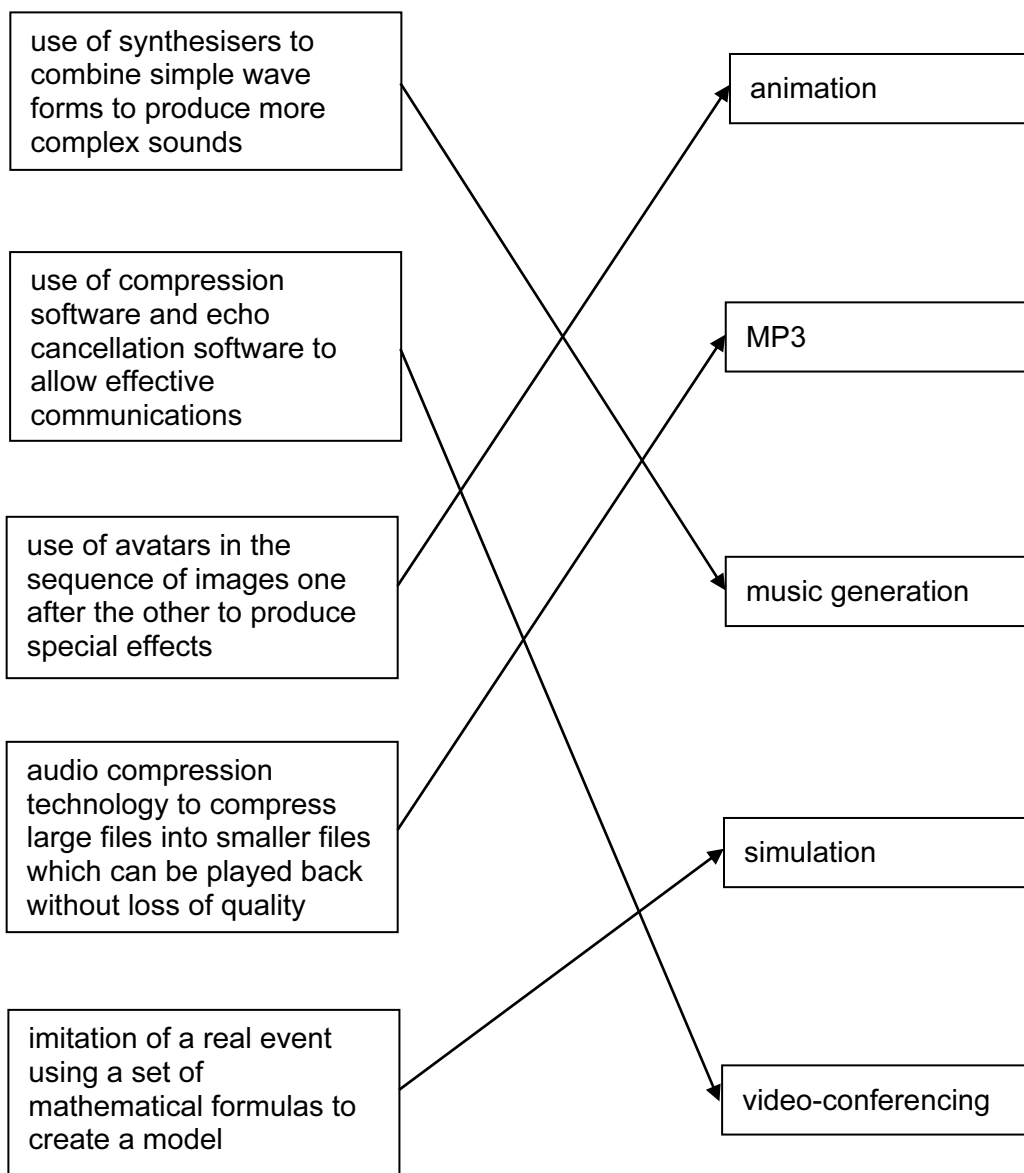 use of synthesisers to
combine simple wave
forms to produce more
complex sounds
use of compression
software and echo
cancellation software to
allow effective
communications
use of avatars in the
sequence of images one
after the other to produce
special effects
audio compression
technology to compress
large files into smaller files
which can be played back
without loss of quality
imitation of a real event
using a set of
mathematical formulas to
create a model
animation
MP3
music generation
simulation
video-conferencing